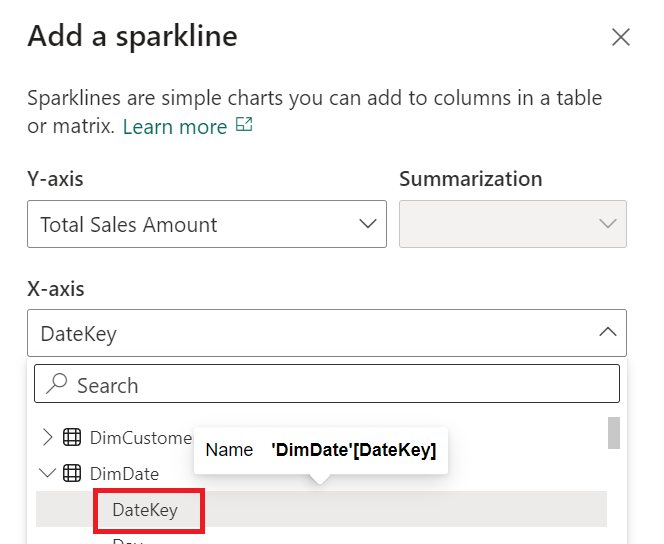 Add a sparkline
Sparklines are simple charts you can add to columns in a table
or matrix. Learn more
Y-axis
Summarization
Total Sales Amount
X-axis
DateKey
Search
DimCustome
Name 'DimDate'[DateKey]
DimDate
DateKey